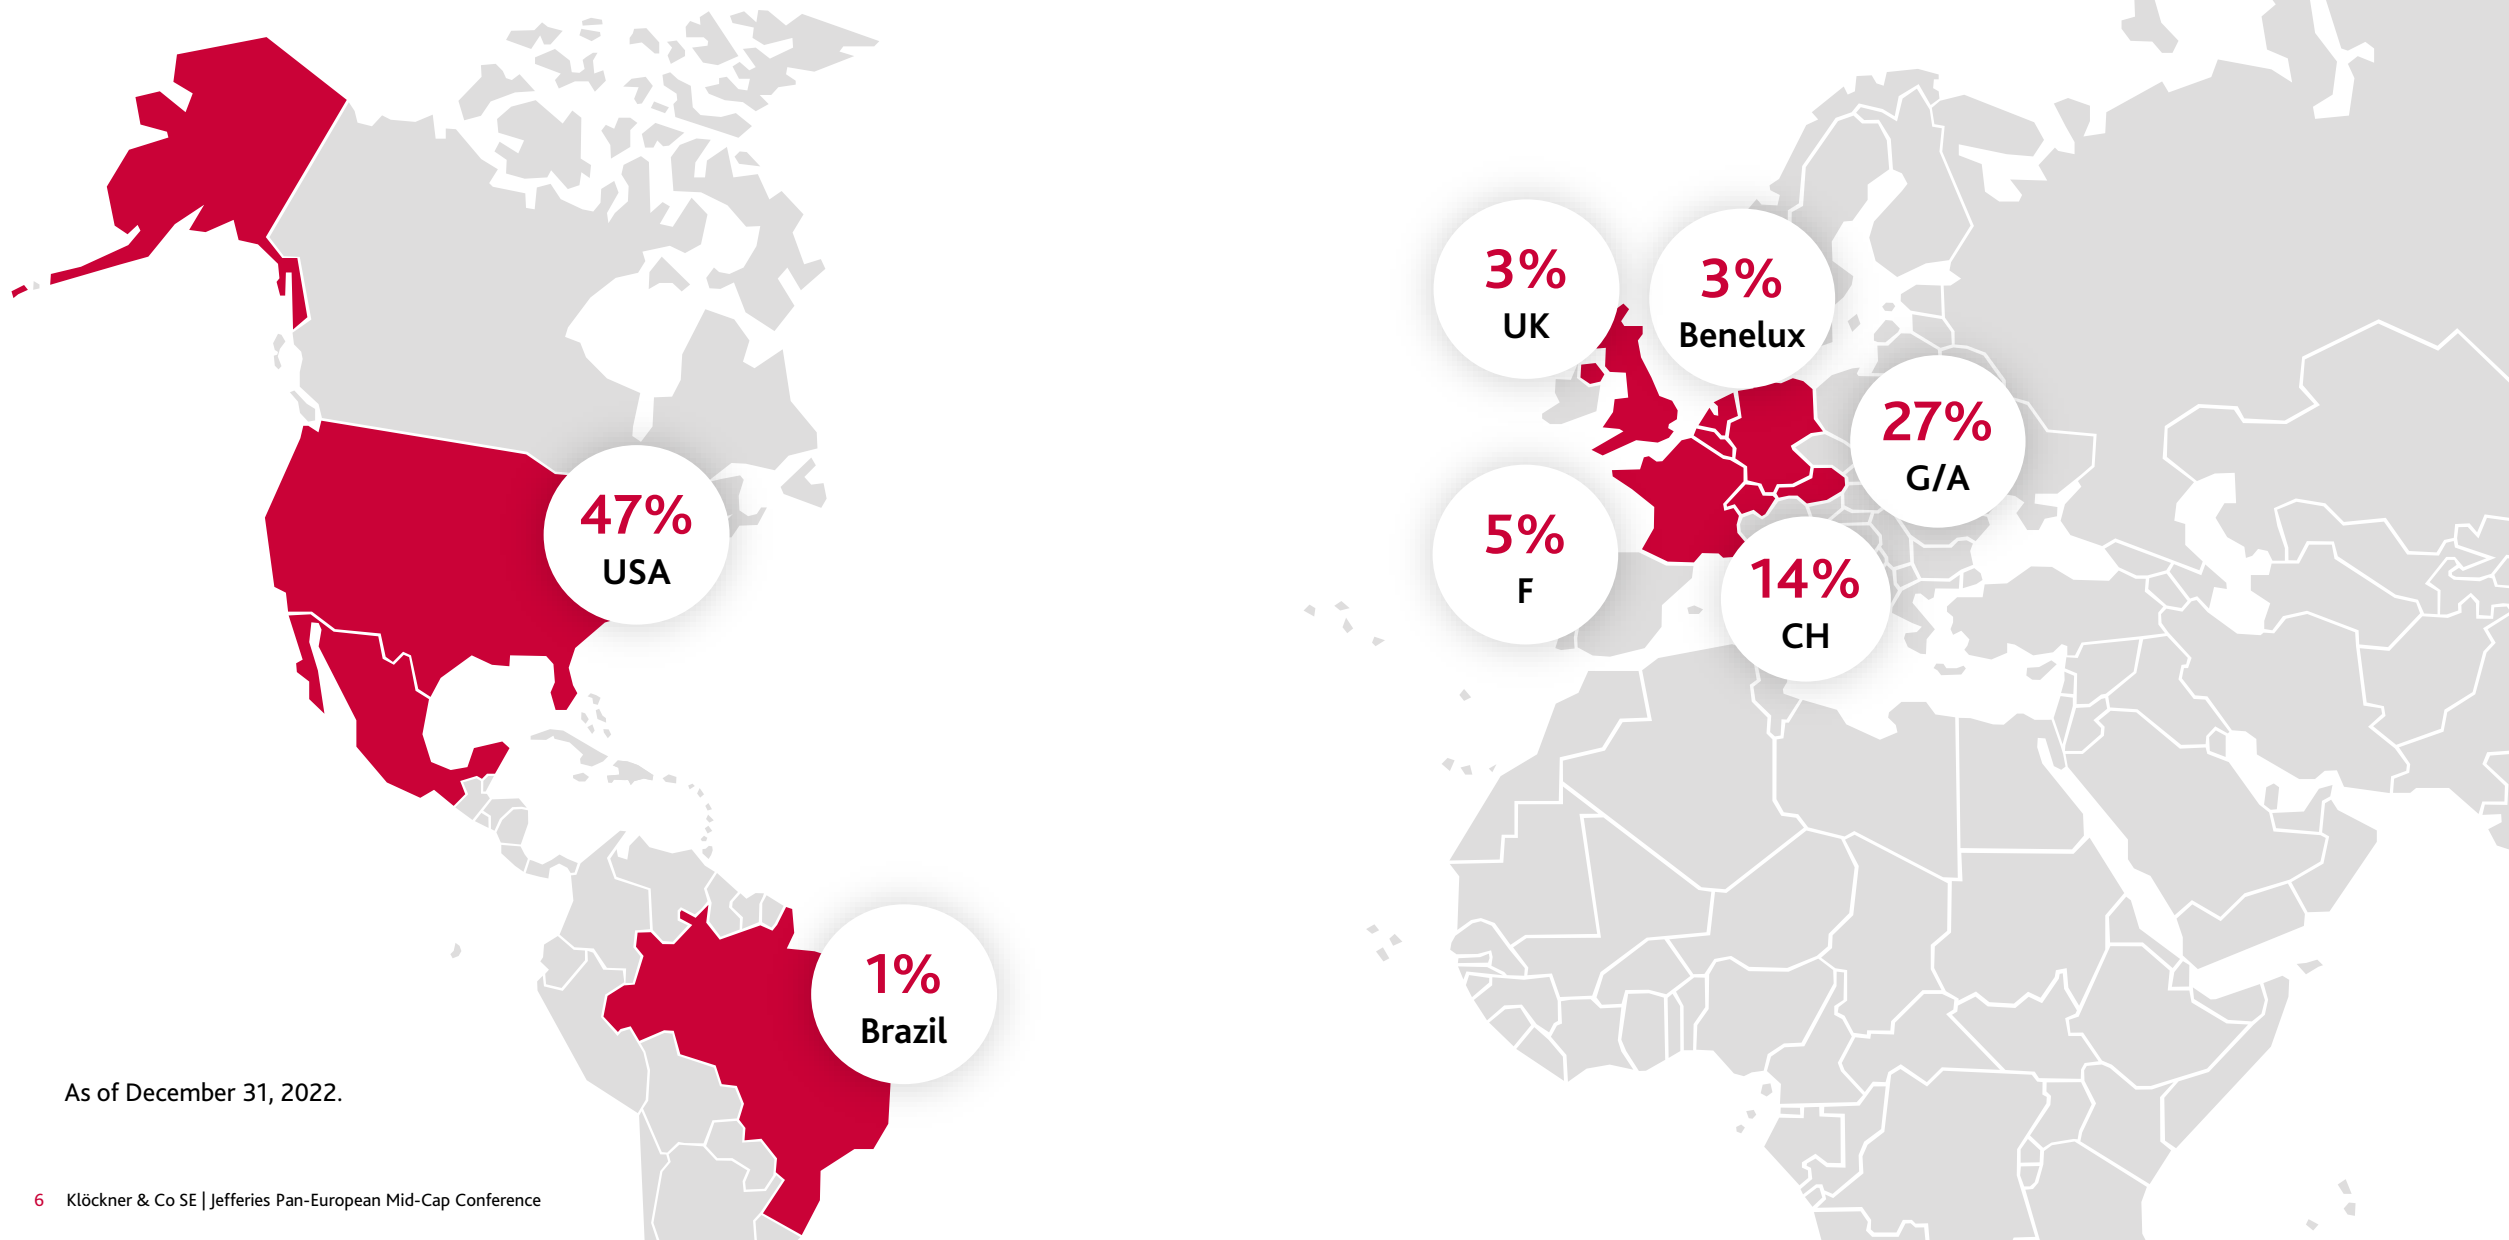 3%
UK
3%
Benelux
27%
G/A
47%
USA
5%
F
14%
CH
1%
Brazil
As of December 31, 2022.
6 Klöckner & Co SE | Jefferies Pan-European Mid-Cap Conference